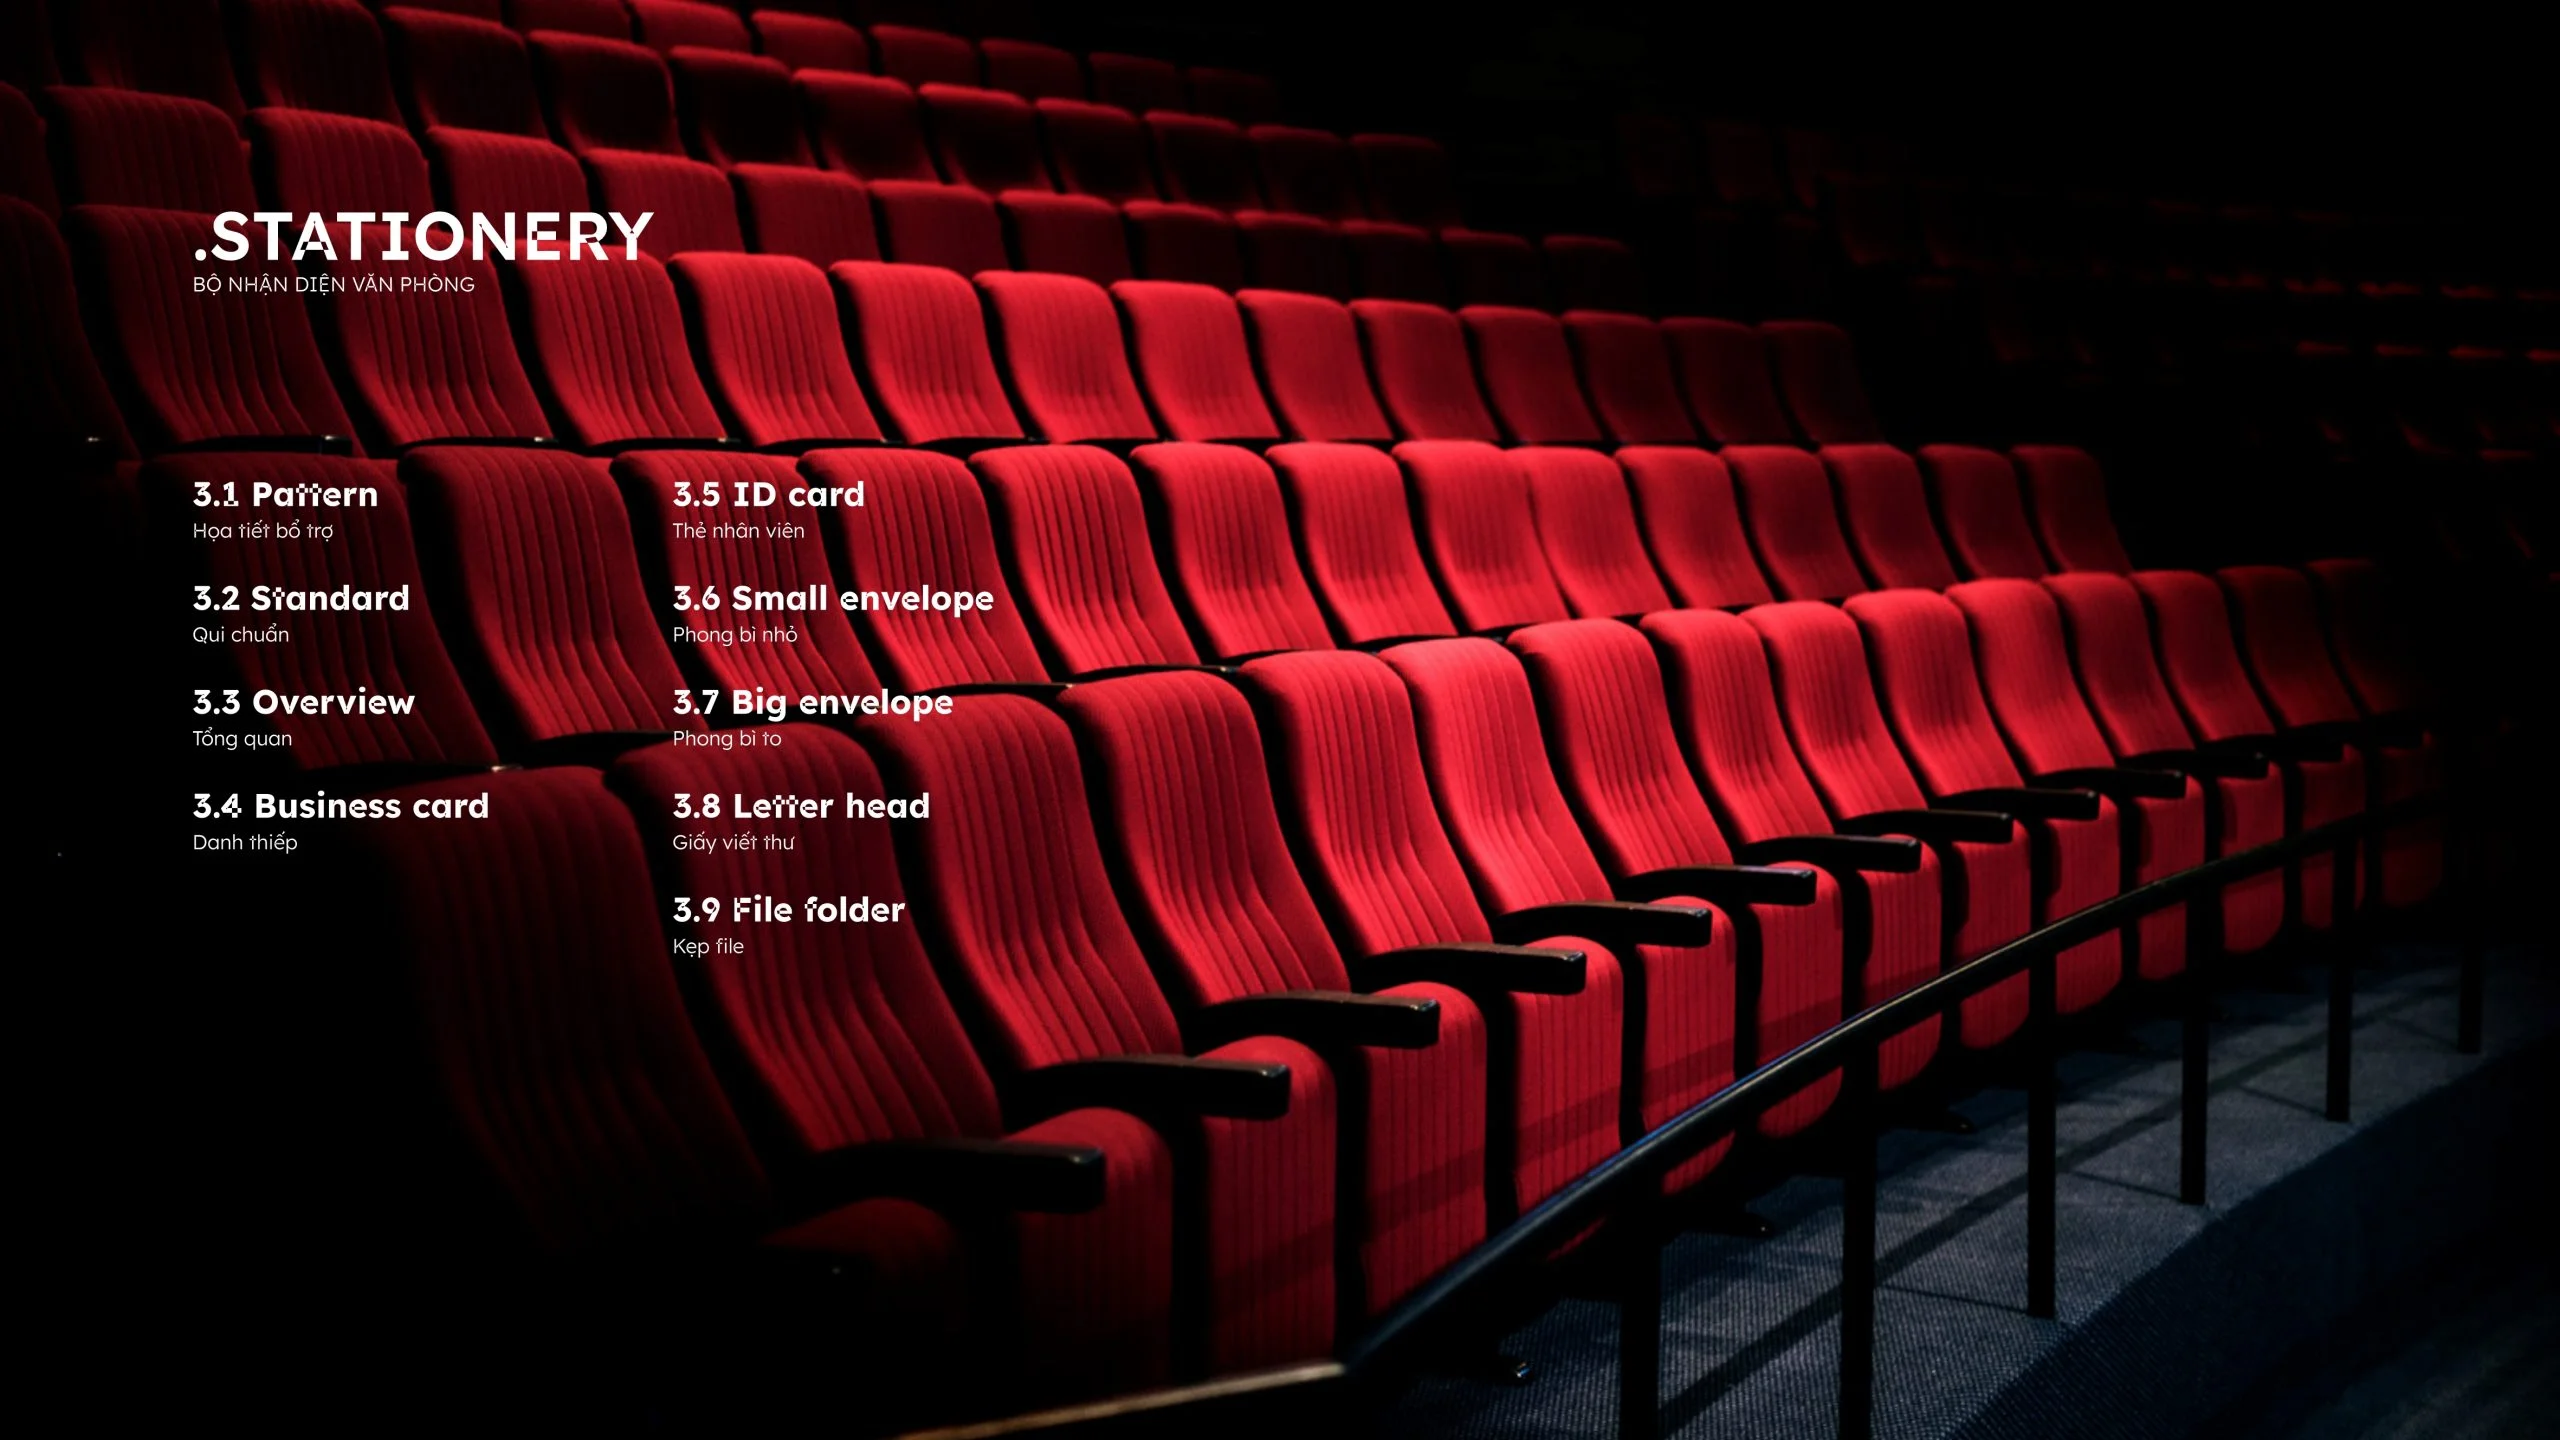 .STATIONERY
BỘ NHẬN DIỆN VĂN PHÒNG
3.1 Pattern
Họa tiết bổ trợ
3.2 Standard
Qui chuẩn
3.3 Overview
Tổng quan
3.4 Business card
Danh thiếp
3.5 ID card
Thẻ nhân viên
3.6 Small envelope
Phong bì nhỏ
3.7 Big envelope
Phong bì to
3.8 Letter head
Giấy viết thư
3.9 File folder
Kẹp file